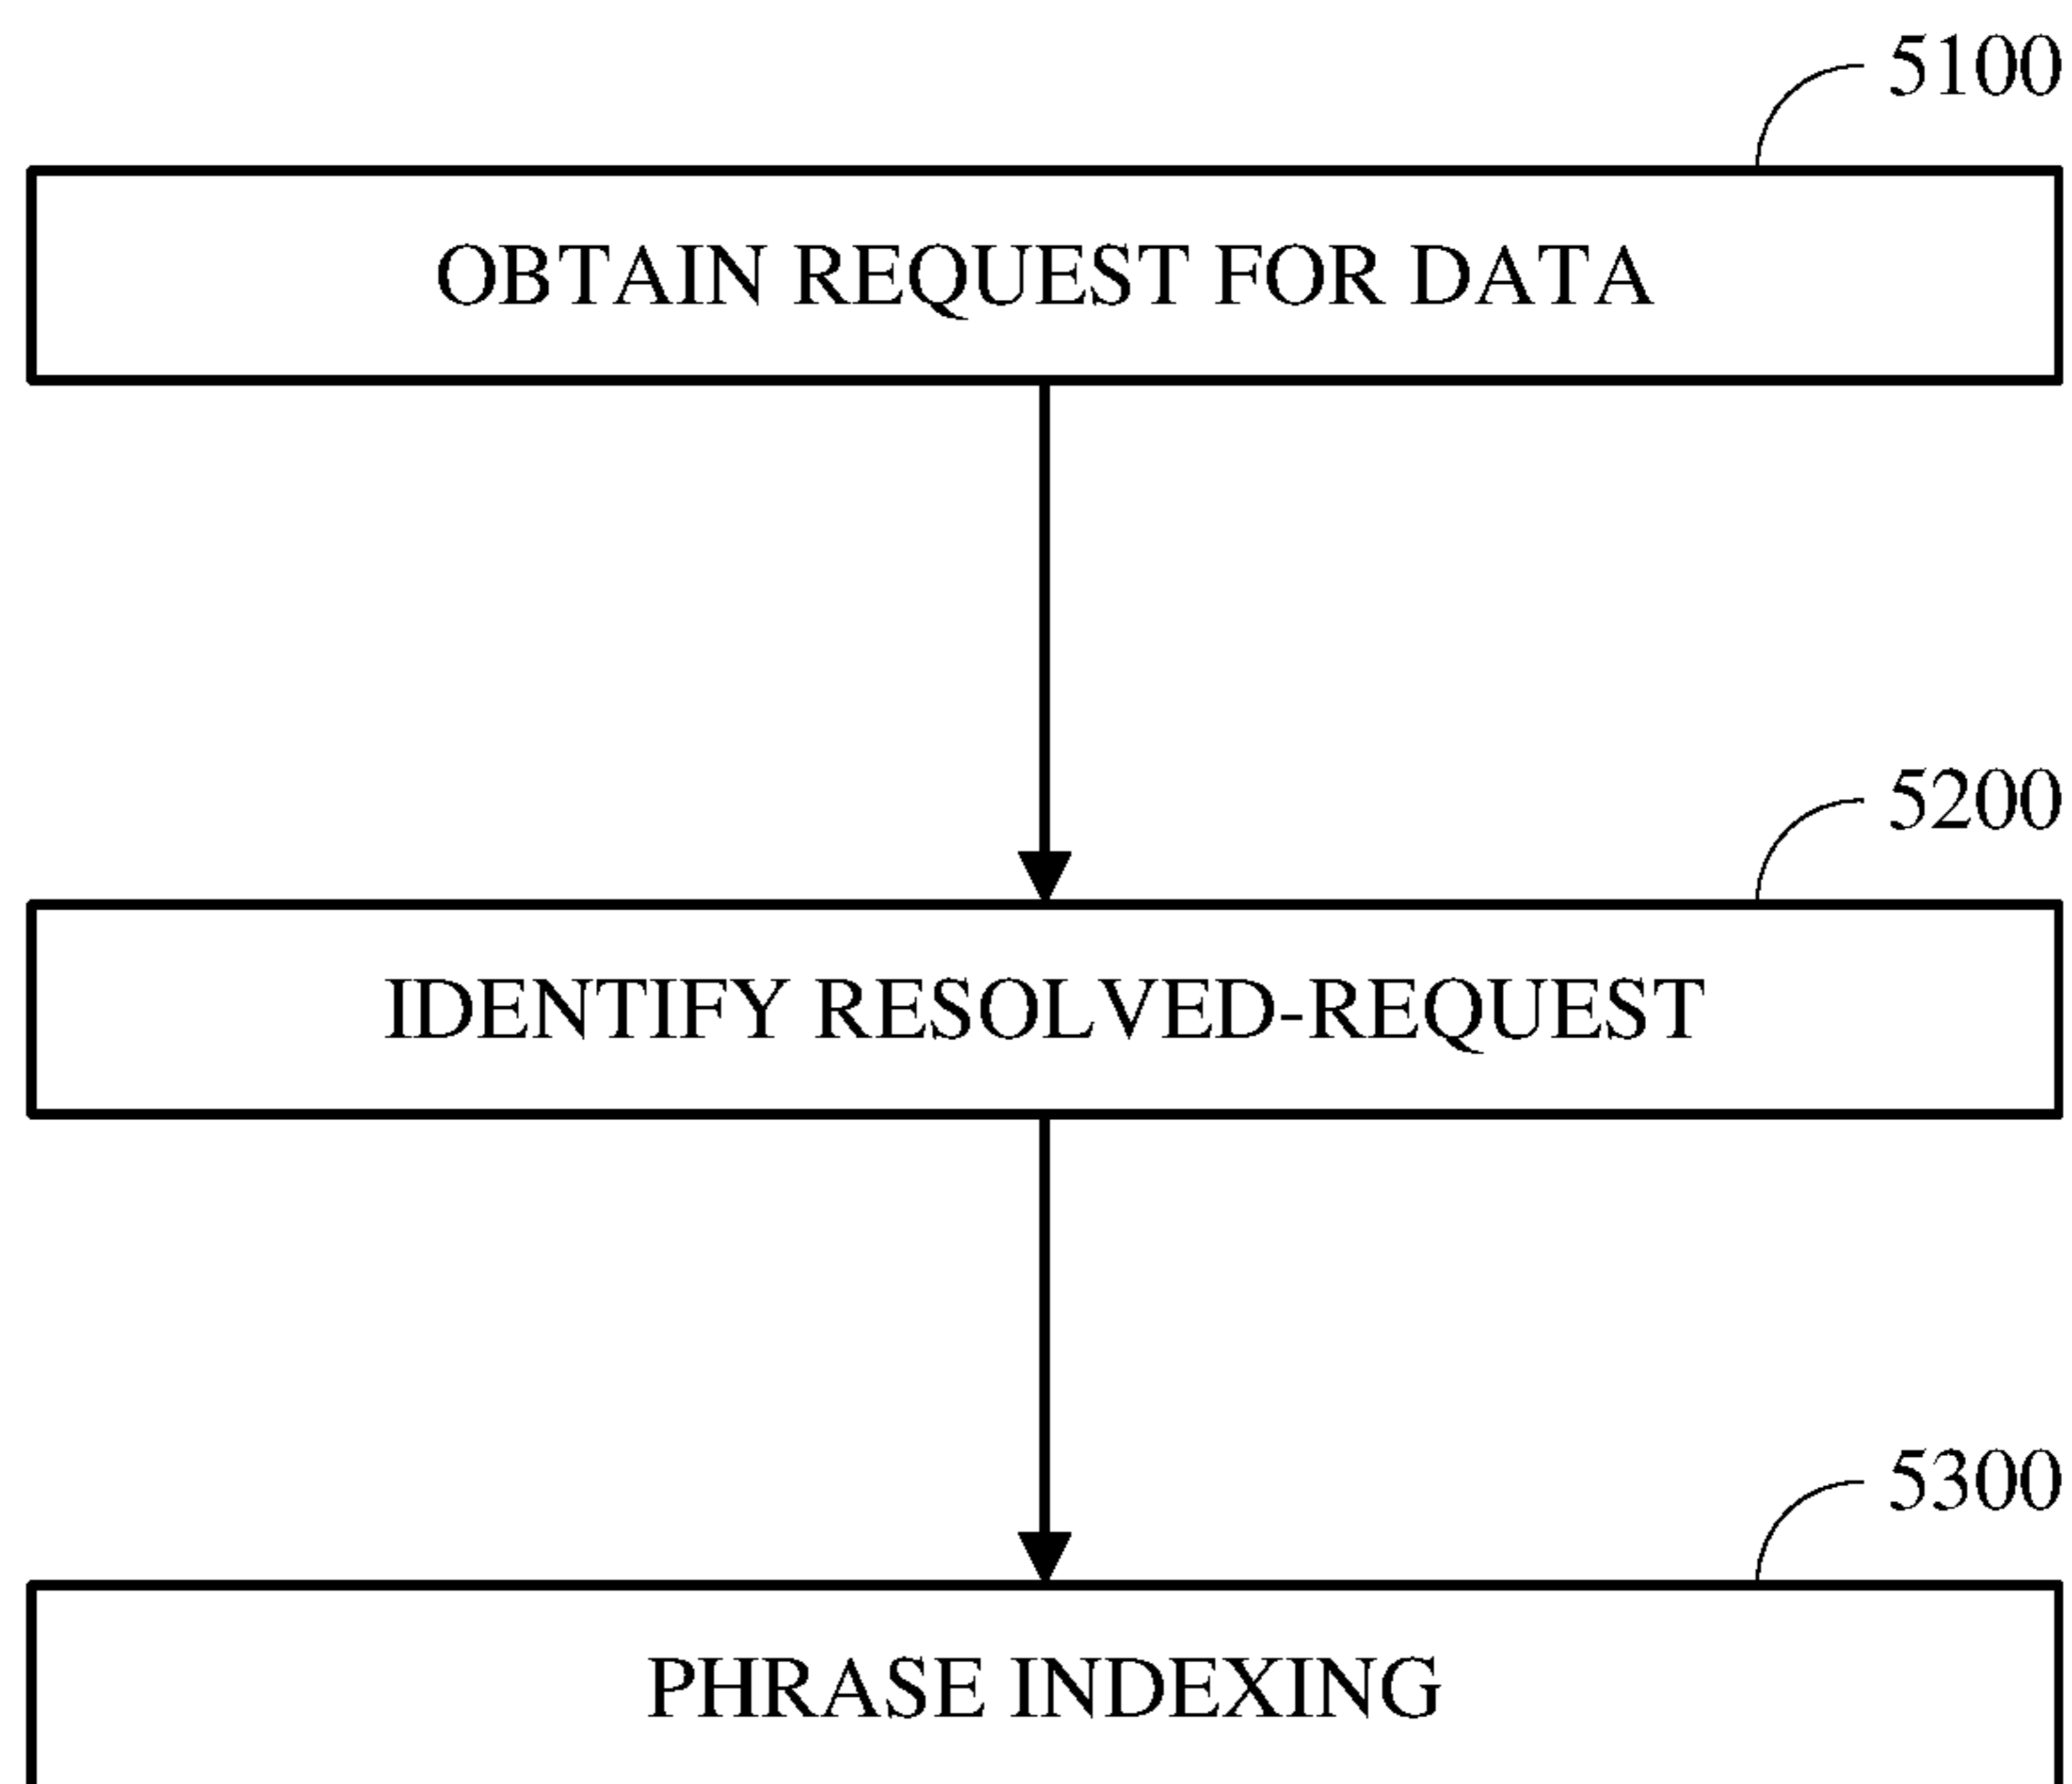 5100
OBTAIN REQUEST FOR DATA
5200
IDENTIFY RESOLVED-REQUEST
5300
PHRASE INDEXING